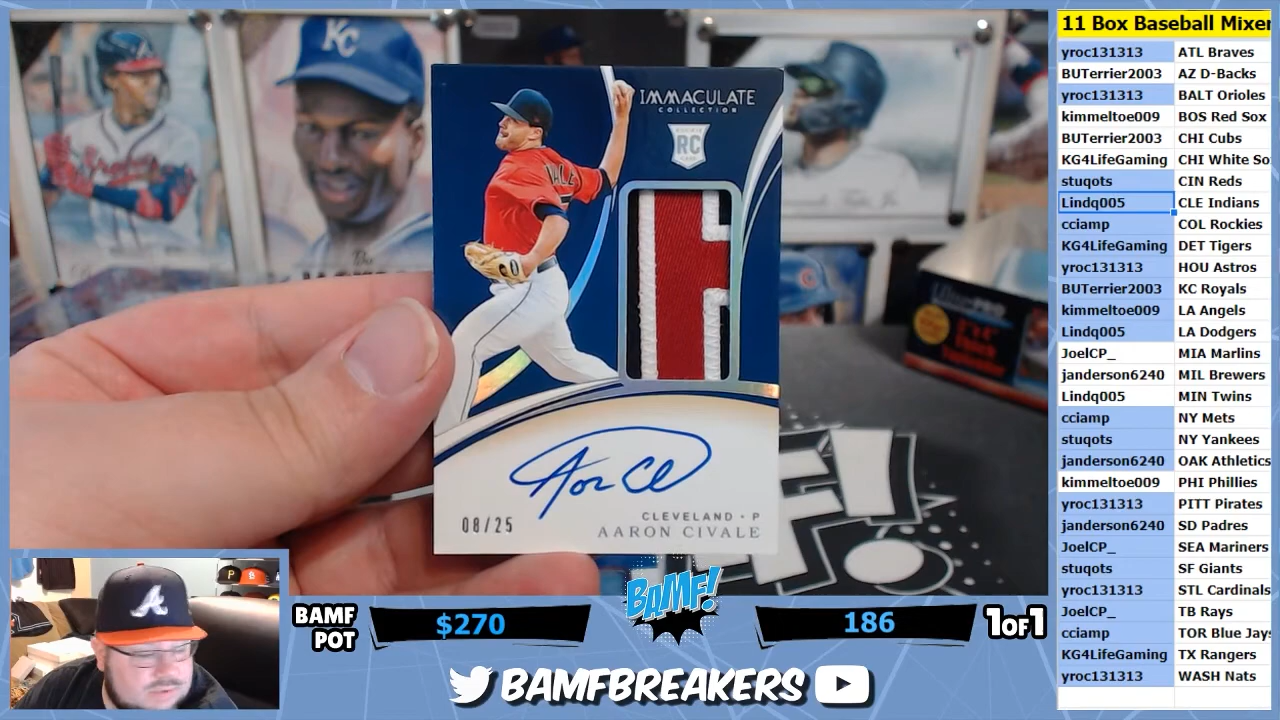 KC
IMMACULATE
COLLECTION
RC
VALE
08/25
CLEVELAND • P
AARON CIVALE
BAMF
POT
$270
BAMF!
186
1OF1
BAMFBREAKERS
11 Box Baseball Mixer
yroc131313 ATL Braves
BUTerrier2003 AZ D-Backs
yroc131313 BALT Orioles
kimmeltoe009 BOS Red Sox
BUTerrier2003 CHI Cubs
KG4LifeGaming CHI White So
stuqots CIN Reds
Lindq005 CLE Indians
cciamp COL Rockies
KG4LifeGaming DET Tigers
yroc131313 HOU Astros
BUTerrier2003 KC Royals
kimmeltoe009 LA Angels
Lindq005 LA Dodgers
JoelCP_ MIA Marlins
janderson6240 MIL Brewers
Lindq005 MIN Twins
cciamp NY Mets
stuqots NY Yankees
janderson6240 OAK Athletics
kimmeltoe009 PHI Phillies
yroc131313 PITT Pirates
janderson6240 SD Padres
JoelCP_ SEA Mariners
stuqots SF Giants
yroc131313 STL Cardinals
JoelCP_ TB Rays
cciamp TOR Blue Jays
KG4LifeGaming TX Rangers
yroc131313 WASH Nats